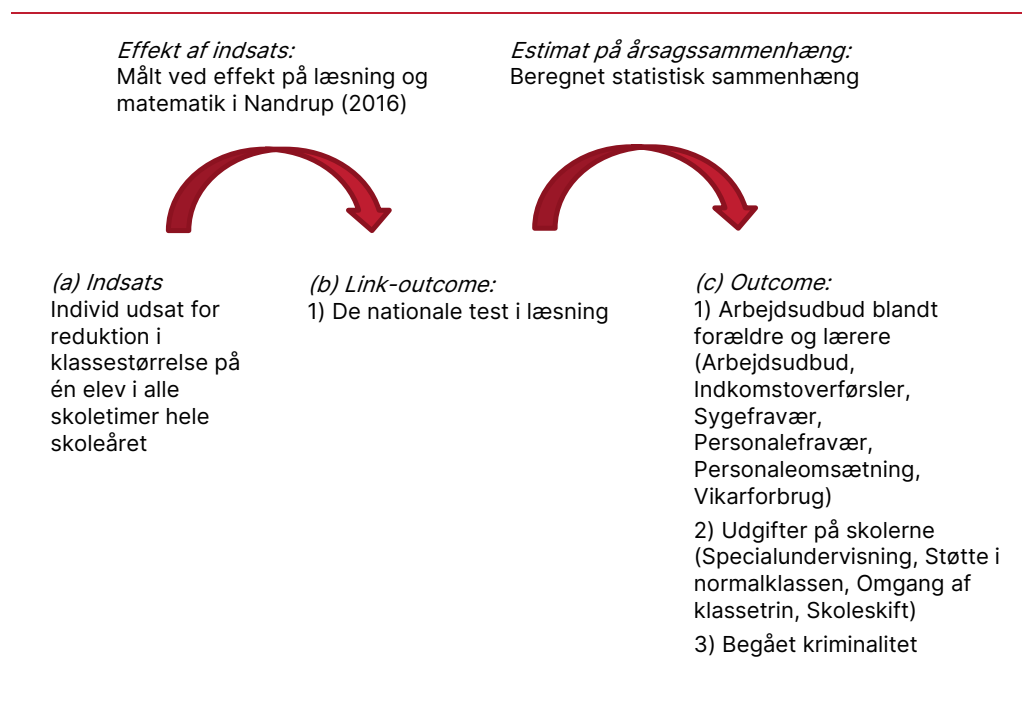 Effekt af indsats:
Målt ved effekt på læsning og
matematik i Nandrup (2016)
Estimat på årsagssammenhæng:
Beregnet statistisk sammenhæng
(a) Indsats
Individ udsat for
reduktion i
klassestørrelse på
én elev i alle
skoletimer hele
skoleåret
(b) Link-outcome:
1) De nationale test i læsning
(c) Outcome:
1) Arbejdsudbud blandt
forældre og lærere
(Arbejdsudbud,
Indkomstoverførsler,
Sygefravær,
Personalefravær,
Personaleomsætning,
Vikarforbrug)
2) Udgifter på skolerne
(Specialundervisning, Støtte i
normalklassen, Omgang af
klassetrin, Skoleskift)
3) Begået kriminalitet